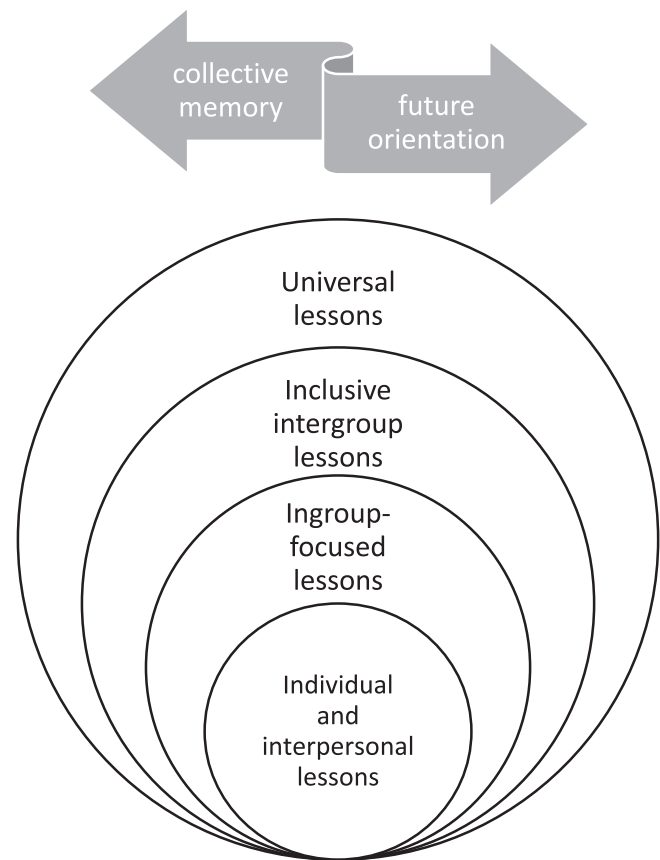 collective
memory
future
orientation
Universal
lessons
Inclusive
intergroup
lessons
Ingroup-
focused
lessons
Individual
and
interpersonal
lessons